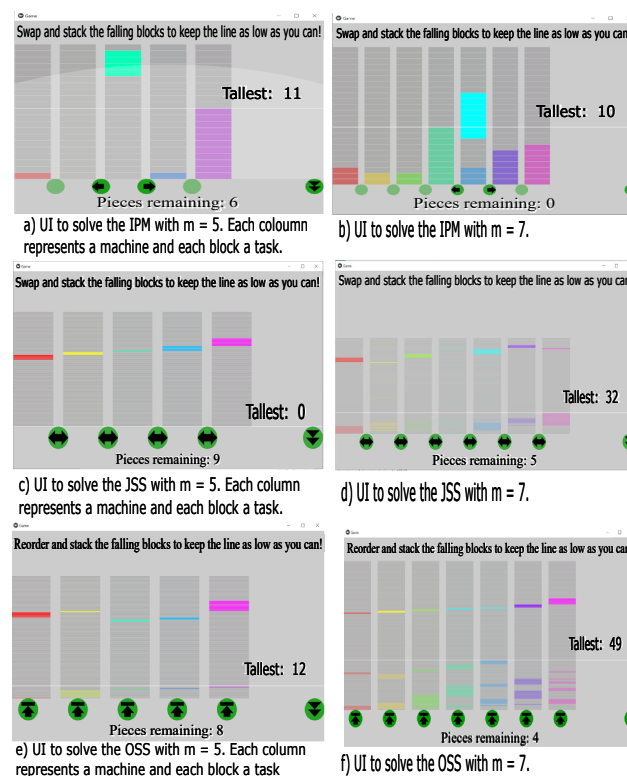 Game
Swap and stack the falling blocks to keep the line as low as you can!
Tallest: 11
Pieces remaining: 6
a) UI to solve the IPM with m = 5. Each coloumn
represents a machine and each block a task.
Game
Swap and stack the falling blocks to keep the line as low as you can
Tallest: 10
Pieces remaining: 0
b) UI to solve the IPM with m = 7.
Game
Swap and stack the falling blocks to keep the line as low as you can!
Tallest: 0
Pieces remaining: 9
c) UI to solve the JSS with m = 5. Each column
represents a machine and each block a task.
Game
Swap and stack the falling blocks to keep the line as low as you can
Tallest: 32
Pieces remaining: 5
d) UI to solve the JSS with m = 7.
Game
Reorder and stack the falling blocks to keep the line as low as you can!
Tallest: 12
Pieces remaining: 8
e) UI to solve the OSS with m = 5. Each column
represents a machine and each block a task
Game
Reorder and stack the falling blocks to keep the line as low as you can
Tallest: 49
Pieces remaining: 4
f) UI to solve the OSS with m = 7.